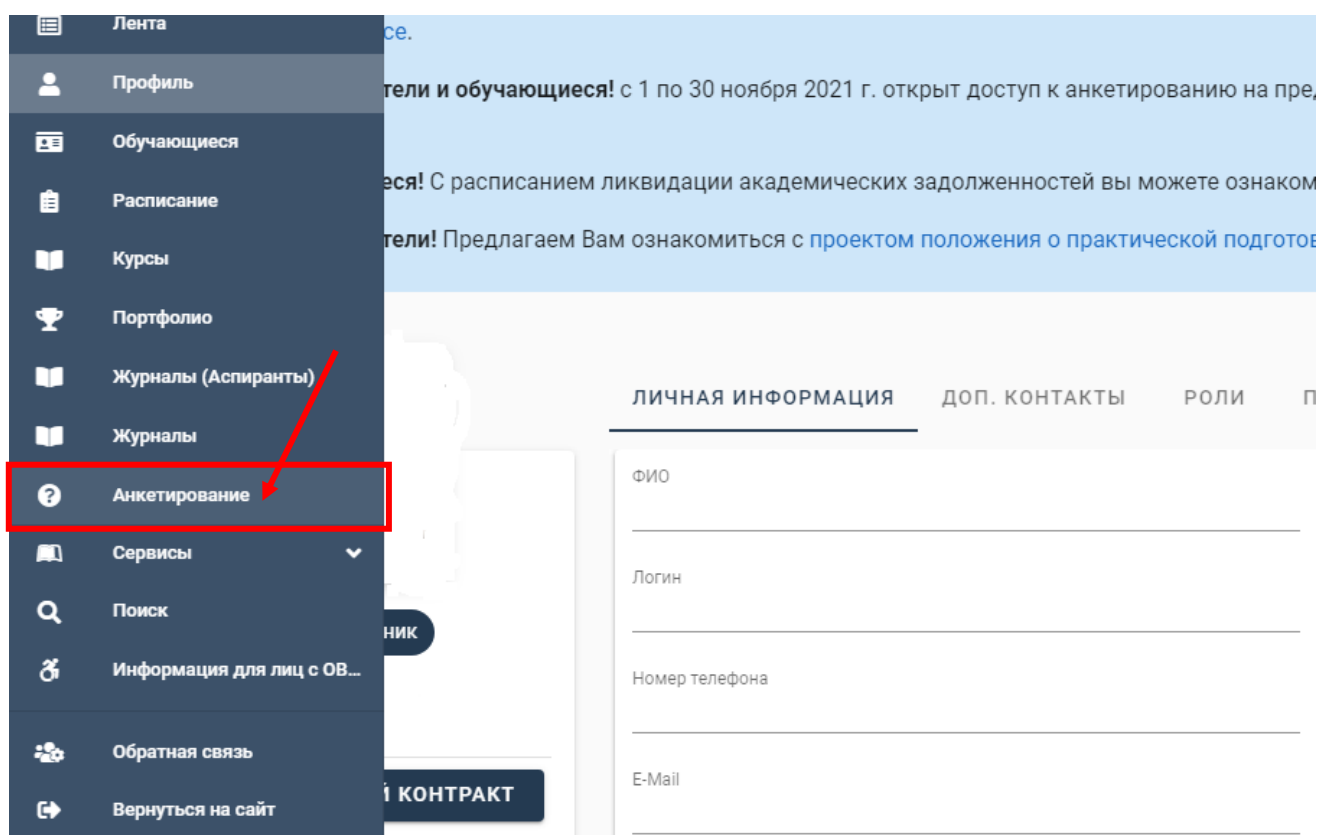 Лента
Профиль
Обучающиеся
Расписание
Курсы
Портфолио
Журналы (Аспиранты)
Журналы
Анкетирование
Сервисы
Поиск
Информация для лиц с ОВ...
Обратная связь
Вернуться на сайт
се.
тели и обучающиеся! с 1 по 30 ноября 2021 г. открыт доступ к анкетированию на пред
еся! С расписанием ликвидации академических задолженностей вы можете ознаком
тели! Предлагаем Вам ознакомиться с проектом положения о практической подготов
ник
й КОНТРАКТ
ЛИЧНАЯ ИНФОРМАЦИЯ ДОП. КОНТАКТЫ РОЛИ П
ФИО
Логин
Номер телефона
E-Mail